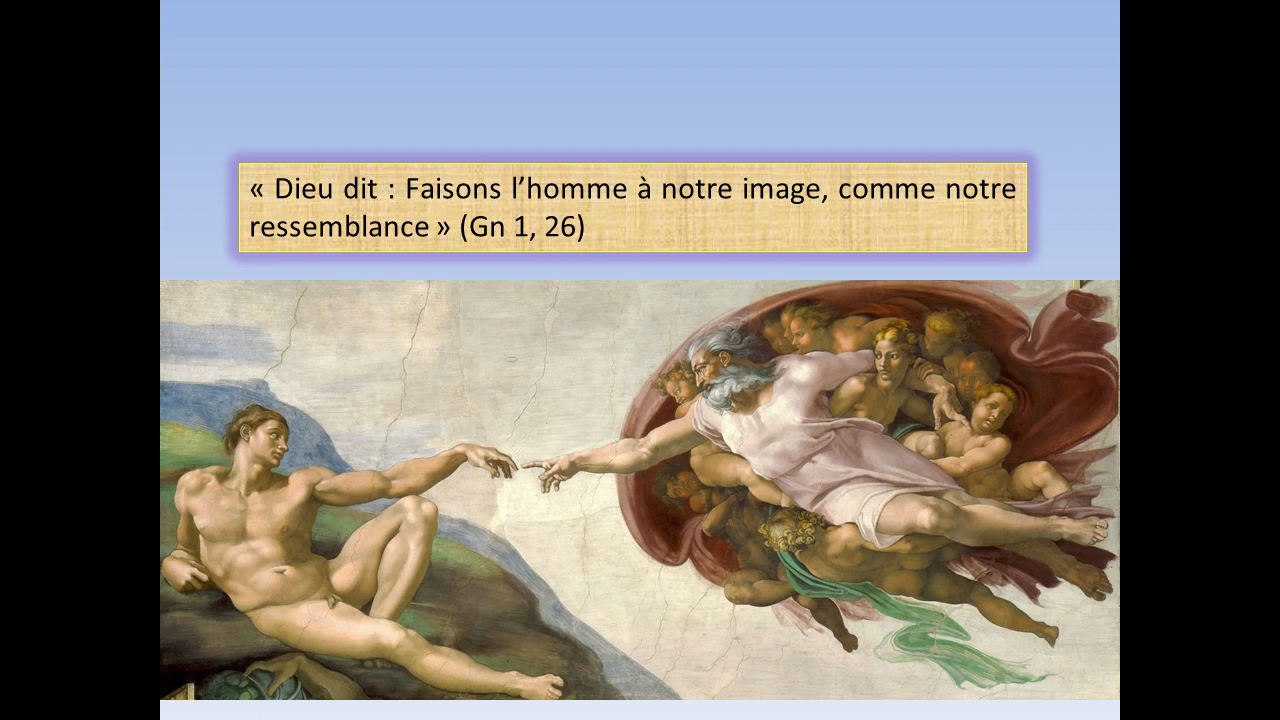 « Dieu dit : Faisons l’homme à notre image, comme notre
ressemblance » (Gn 1, 26)